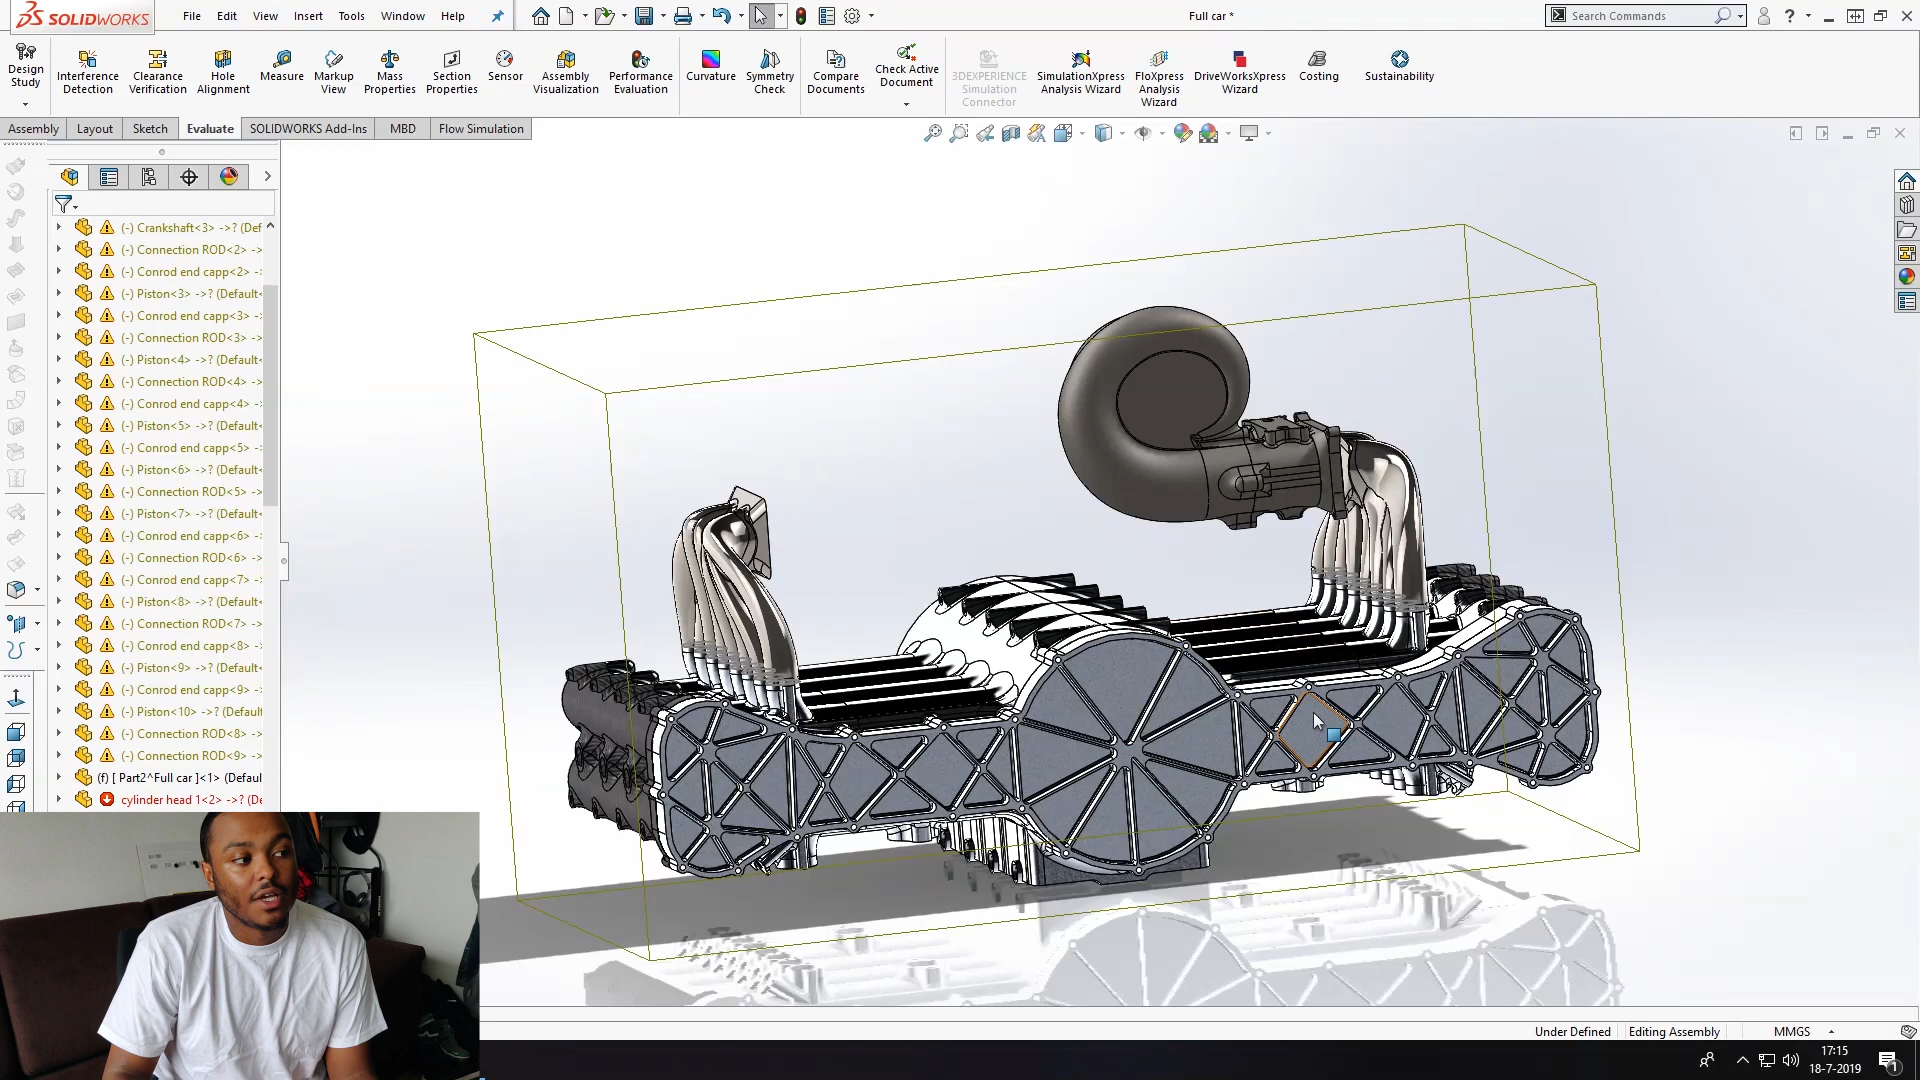 SOLIDWORKS
File Edit View Insert Tools Window Help
Full car *
Search Commands
Design Study
Interference Detection
Clearance Verification
Hole Alignment
Measure
Markup View
Mass Properties
Section Properties
Sensor
Assembly Visualization
Performance Evaluation
Curvature
Symmetry Check
Compare Documents
Check Active Document
3DEXPERIENCE Simulation Connector
SimulationXpress Analysis Wizard
FloXpress Analysis Wizard
DriveWorksXpress Wizard
Costing
Sustainability
Assembly Layout Sketch Evaluate SOLIDWORKS Add-Ins MBD Flow Simulation
(-) Crankshaft<3> ->? (Def
(-) Connection ROD<2> ->
(-) Conrod end capp<2> ->
(-) Piston<3> ->? (Default<
(-) Conrod end capp<3> ->
(-) Connection ROD<3> ->
(-) Piston<4> ->? (Default<
(-) Connection ROD<4> ->
(-) Conrod end capp<4> ->
(-) Piston<5> ->? (Default<
(-) Conrod end capp<5> ->
(-) Piston<6> ->? (Default<
(-) Connection ROD<5> ->
(-) Piston<7> ->? (Default<
(-) Conrod end capp<6> ->
(-) Connection ROD<6> ->
(-) Conrod end capp<7> ->
(-) Piston<8> ->? (Default<
(-) Connection ROD<7> ->
(-) Conrod end capp<8> ->
(-) Piston<9> ->? (Default<
(-) Conrod end capp<9> ->
(-) Piston<10> ->? (Default
(-) Connection ROD<8> ->
(-) Connection ROD<9> ->
(f) [ Part2^Full car ]<1> (Defaul
cylinder head 1<2> ->? (De
Under Defined Editing Assembly MMGS
17:15
18-7-2019
1